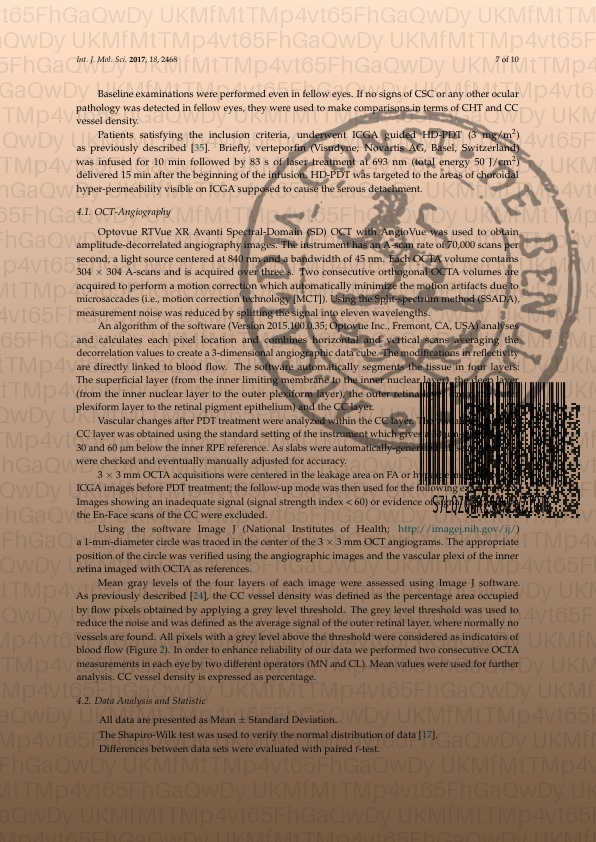 Int. J. Mol. Sci. 2017, 18, 2468 7 of 10
Baseline examinations were performed even in fellow eyes. If no signs of CSC or any other ocular
pathology was detected in fellow eyes, they were used to make comparisons in terms of CHT and CC
vessel density.
Patients satisfying the inclusion criteria, underwent ICGA guided HD-PDT (3 mg/m²)
as previously described [35]. Briefly, verteporfin (Visudyne; Novartis AG, Basel, Switzerland)
was infused for 10 min followed by 83 s of laser treatment at 693 nm (total energy 50 J/cm²)
delivered 15 min after the beginning of the infusion. HD-PDT was targeted to the areas of choroidal
hyper-permeability visible on ICGA supposed to cause the serous detachment.
4.1. OCT-Angiography
Optovue RTVue XR Avanti Spectral-Domain (SD) OCT with AngioVue was used to obtain
amplitude-decorrelated angiography images. The instrument has an A-scan rate of 70,000 scans per
second, a light source centered at 840 nm and a bandwidth of 45 nm. Each OCTA volume contains
304 × 304 A-scans and is acquired over three s. Two consecutive orthogonal OCTA volumes are
acquired to perform a motion correction which automatically minimize the motion artifacts due to
microsaccades (i.e., motion correction technology [MCT]). Using the Split-spectrum method (SSADA),
measurement noise was reduced by splitting the signal into eleven wavelengths.
An algorithm of the software (Version 2015.100.0.35; Optovue Inc., Fremont, CA, USA) analyses
and calculates each pixel location and combines horizontal and vertical scans averaging the
decorrelation values to create a 3-dimensional angiographic data cube. The modifications in reflectivity
are directly linked to blood flow. The software automatically segments the tissue in four layers:
The superficial layer (from the inner limiting membrane to the inner nuclear layer), the deep layer
(from the inner nuclear layer to the outer plexiform layer), the outer retinal layer
plexiform layer to the retinal pigment epithelium) and the CC layer.
Vascular changes after PDT treatment were analyzed within the CC layer. The
CC layer was obtained using the standard setting of the instrument which gives a
30 and 60 µm below the inner RPE reference. As slabs were automatically-generated
were checked and eventually manually adjusted for accuracy.
3 × 3 mm OCTA acquisitions were centered in the leakage area on FA or
ICGA images before PDT treatment; the follow-up mode was then used for the following
Images showing an inadequate signal (signal strength index < 60) or evidence of
the En-Face scans of the CC were excluded.
Using the software Image J (National Institutes of Health; http://imagej.nih.gov/ij/)
a 1-mm-diameter circle was traced in the center of the 3 × 3 mm OCT angiograms. The appropriate
position of the circle was verified using the angiographic images and the vascular plexi of the inner
retina imaged with OCTA as references.
Mean gray levels of the four layers of each image were assessed using Image J software.
As previously described [24], the CC vessel density was defined as the percentage area occupied
by flow pixels obtained by applying a grey level threshold. The grey level threshold was used to
reduce the noise and was defined as the average signal of the outer retinal layer, where normally no
vessels are found. All pixels with a grey level above the threshold were considered as indicators of
blood flow (Figure 2). In order to enhance reliability of our data we performed two consecutive OCTA
measurements in each eye by two different operators (MN and CL). Mean values were used for further
analysis. CC vessel density is expressed as percentage.
4.2. Data Analysis and Statistic
All data are presented as Mean ± Standard Deviation.
The Shapiro-Wilk test was used to verify the normal distribution of data [17].
Differences between data sets were evaluated with paired t-test.